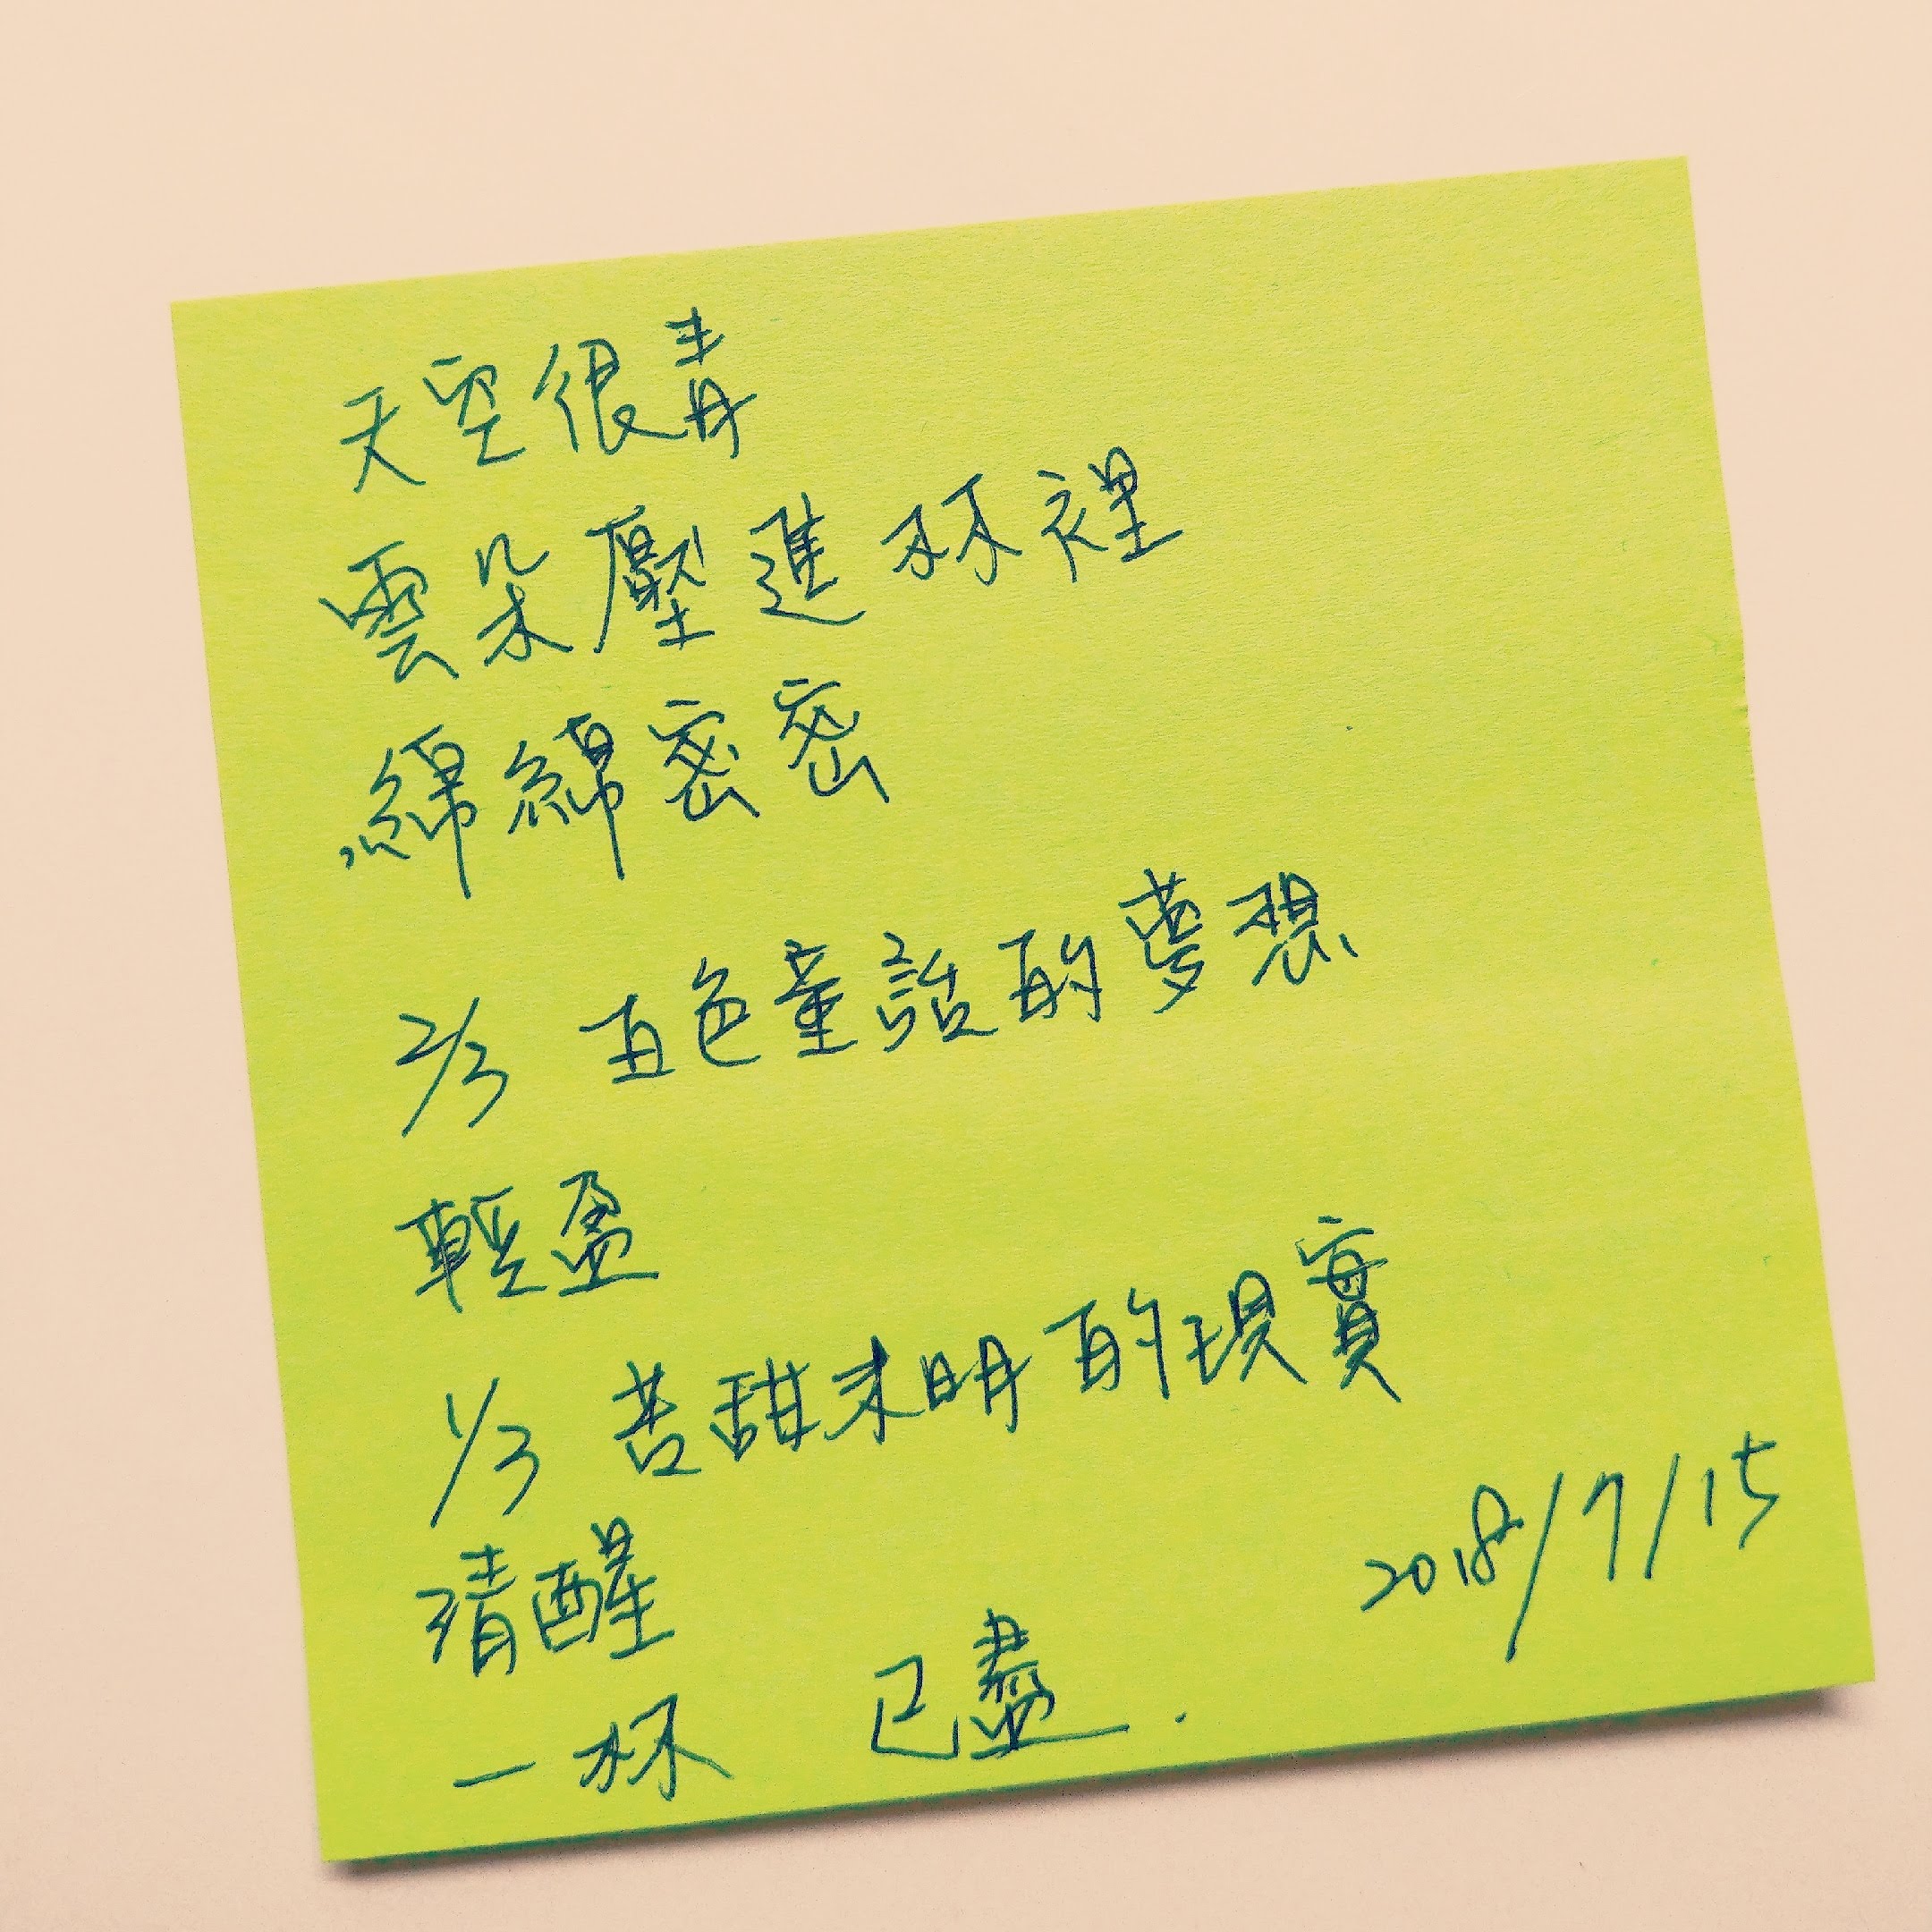 天空很青
雲朵壓進杯裡
綿綿密密
2/3 五色童話的夢想
輕盈
1/3 苦甜未明的現實
清醒
一杯 已盡.
2018/7/15